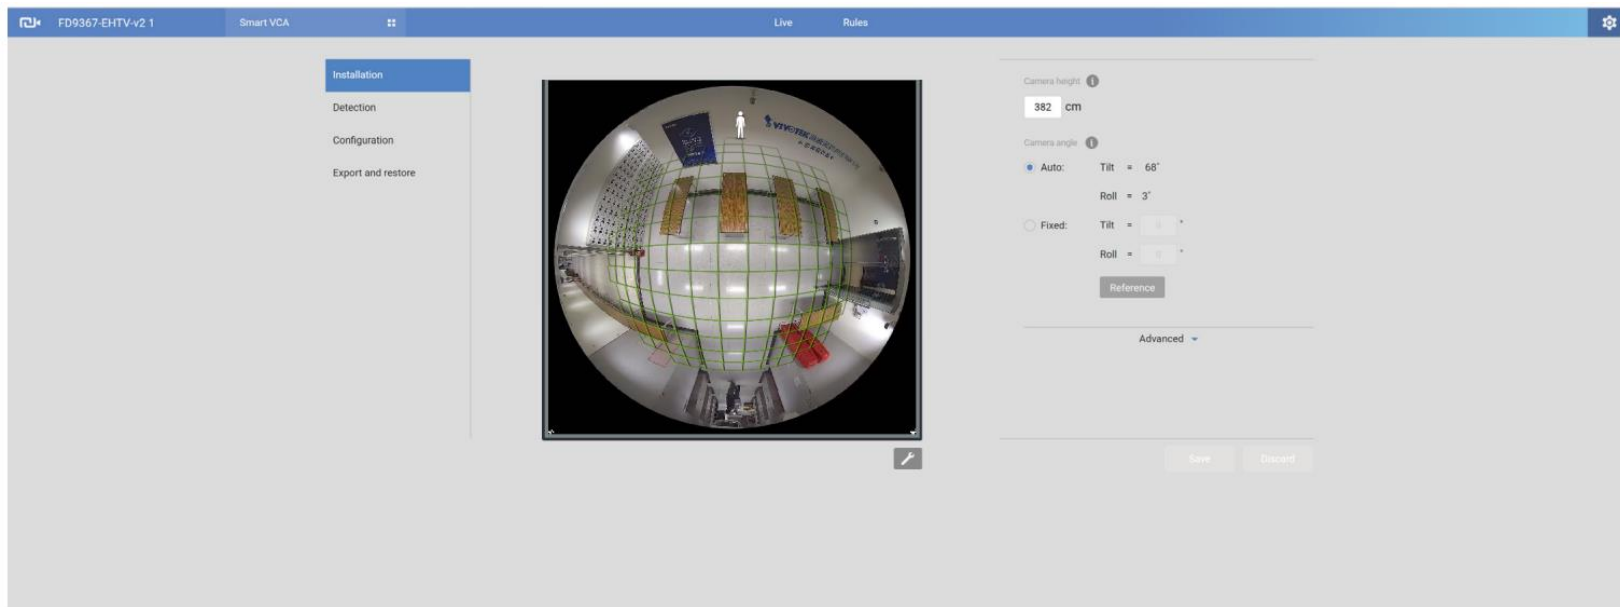 FD9367-EHTV-v2 1
Smart VCA
Live
Rules
Installation
Detection
Configuration
Export and restore
VIVOTEK
Camera height
382 cm
Camera angle
Auto: Tilt = 68°
Roll = 3°
Fixed: Tilt = °
Roll = °
Reference
Advanced
Save
Discard